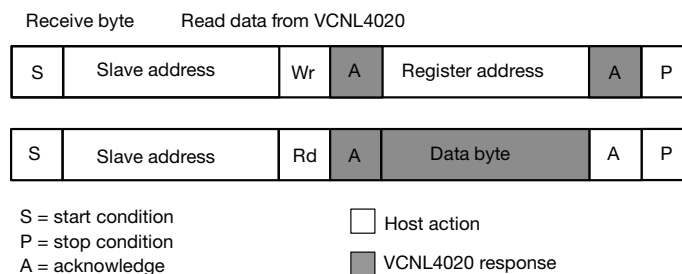 Receive byte Read data from VCNL4020
S Slave address Wr A Register address A P
S Slave address Rd A Data byte A P
S = start condition
P = stop condition
A = acknowledge
Host action
VCNL4020 response